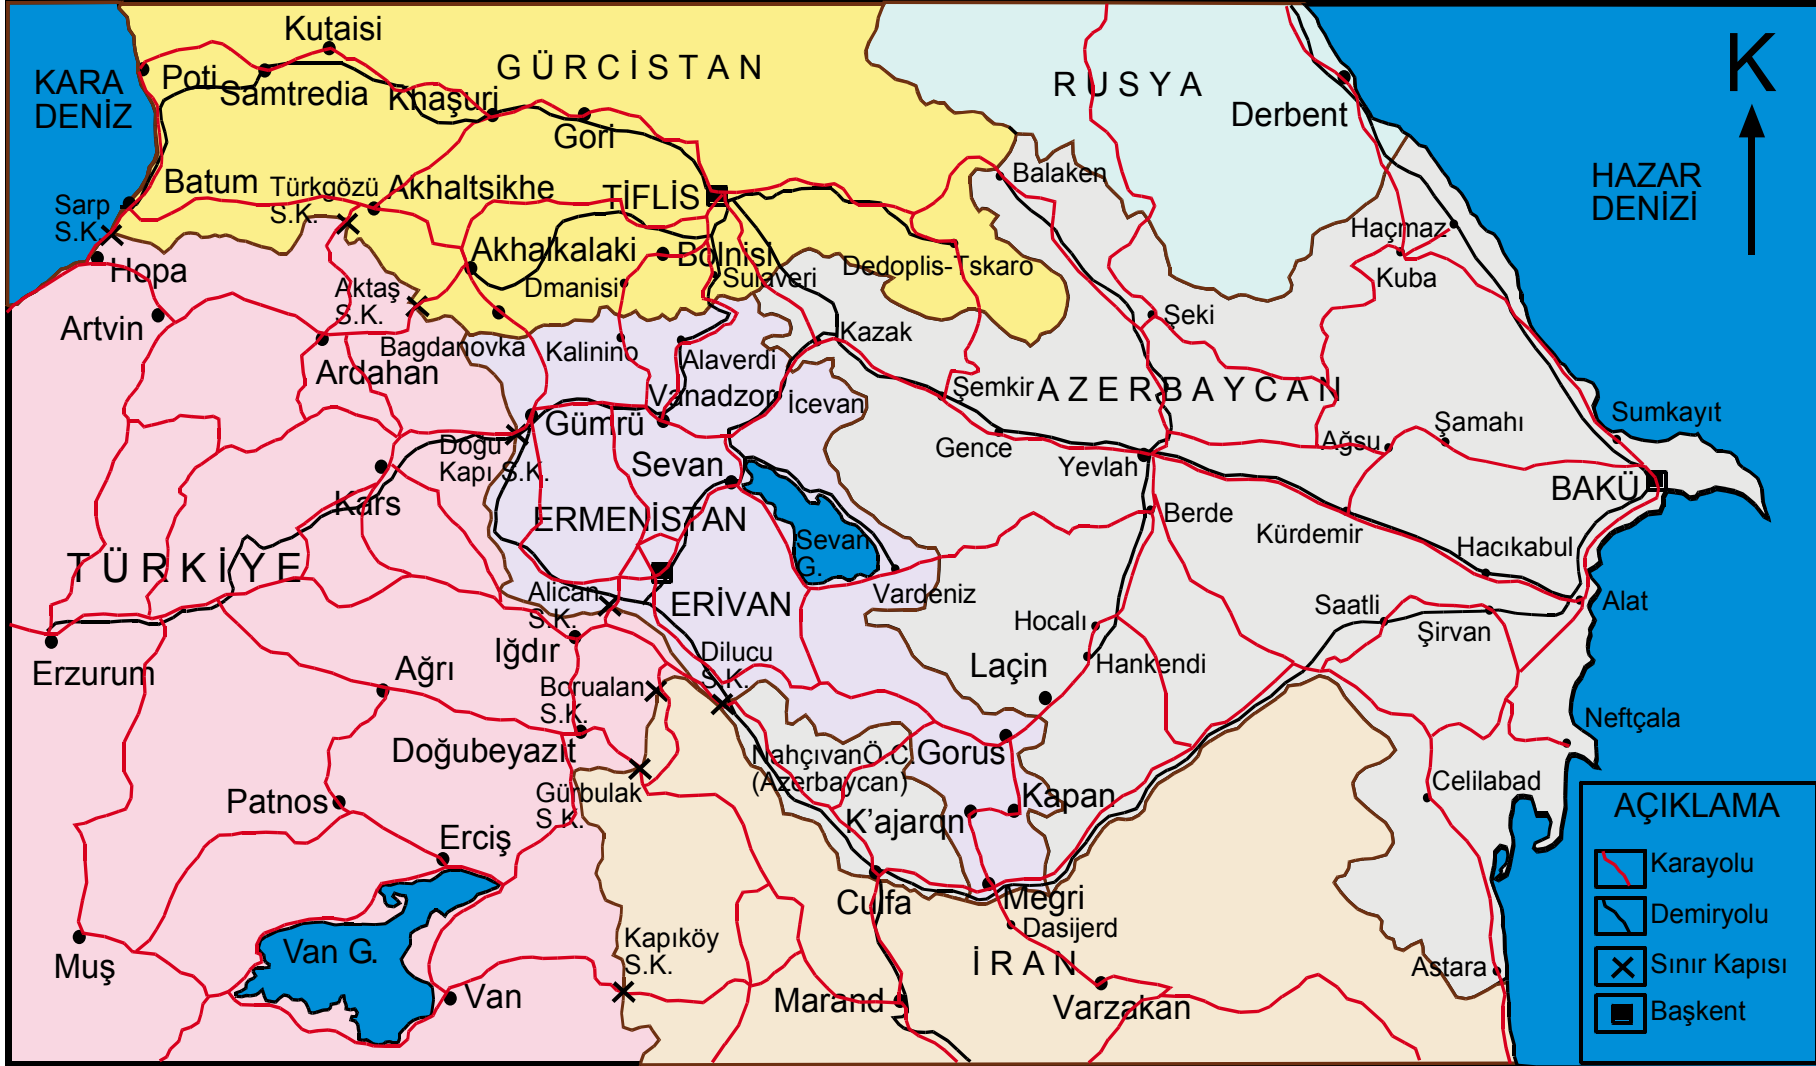 Kutaisi
GÜRCİSTAN
KARA
DENİZ
Poti
Samtredia
Khaşuri
Gori
RUSYA
Derbent
K
HAZAR
DENİZİ
Batum
Türkgözü
S.K.
Akhaltsikhe
TİFLİS
Balaken
Sarp
S.K.
Hopa
Akhalkalaki
Bolnisi
Sulaveri
Dmanisi
Dedoplis-Tskaro
Haçmaz
Kuba
Aktaş
S.K.
Artvin
Bagdanovka
Kalinino
Alaverdi
Kazak
Şeki
Ardahan
Vanadzor
İcevan
Şemkir
AZERBAYCAN
Gümrü
Doğu
Kapı S.K.
Sevan
Gence
Yevlah
Ağsu
Şamahı
Sumkayıt
BAKÜ
Kars
ERMENİSTAN
Sevan
G.
Berde
Kürdemir
Hacıkabul
TÜRKİYE
Alican
S.K.
ERİVAN
Vardeniz
Hocalı
Saatli
Şirvan
Alat
Erzurum
Iğdır
Dilucu
S.K.
Laçin
Hankendi
Ağrı
Borualan
S.K.
Neftçala
Doğubeyazıt
NahçıvanÖ.C.
(Azerbaycan)
Gorus
Celilabad
Patnos
Gürbulak
S.K.
K'ajarqn
Kapan
Erciş
Culfa
Megri
Dasijerd
Muş
Van G.
Van
Kapıköy
S.K.
İRAN
Marand
Varzakan
Astara
AÇIKLAMA
Karayolu
Demiryolu
Sınır Kapısı
Başkent